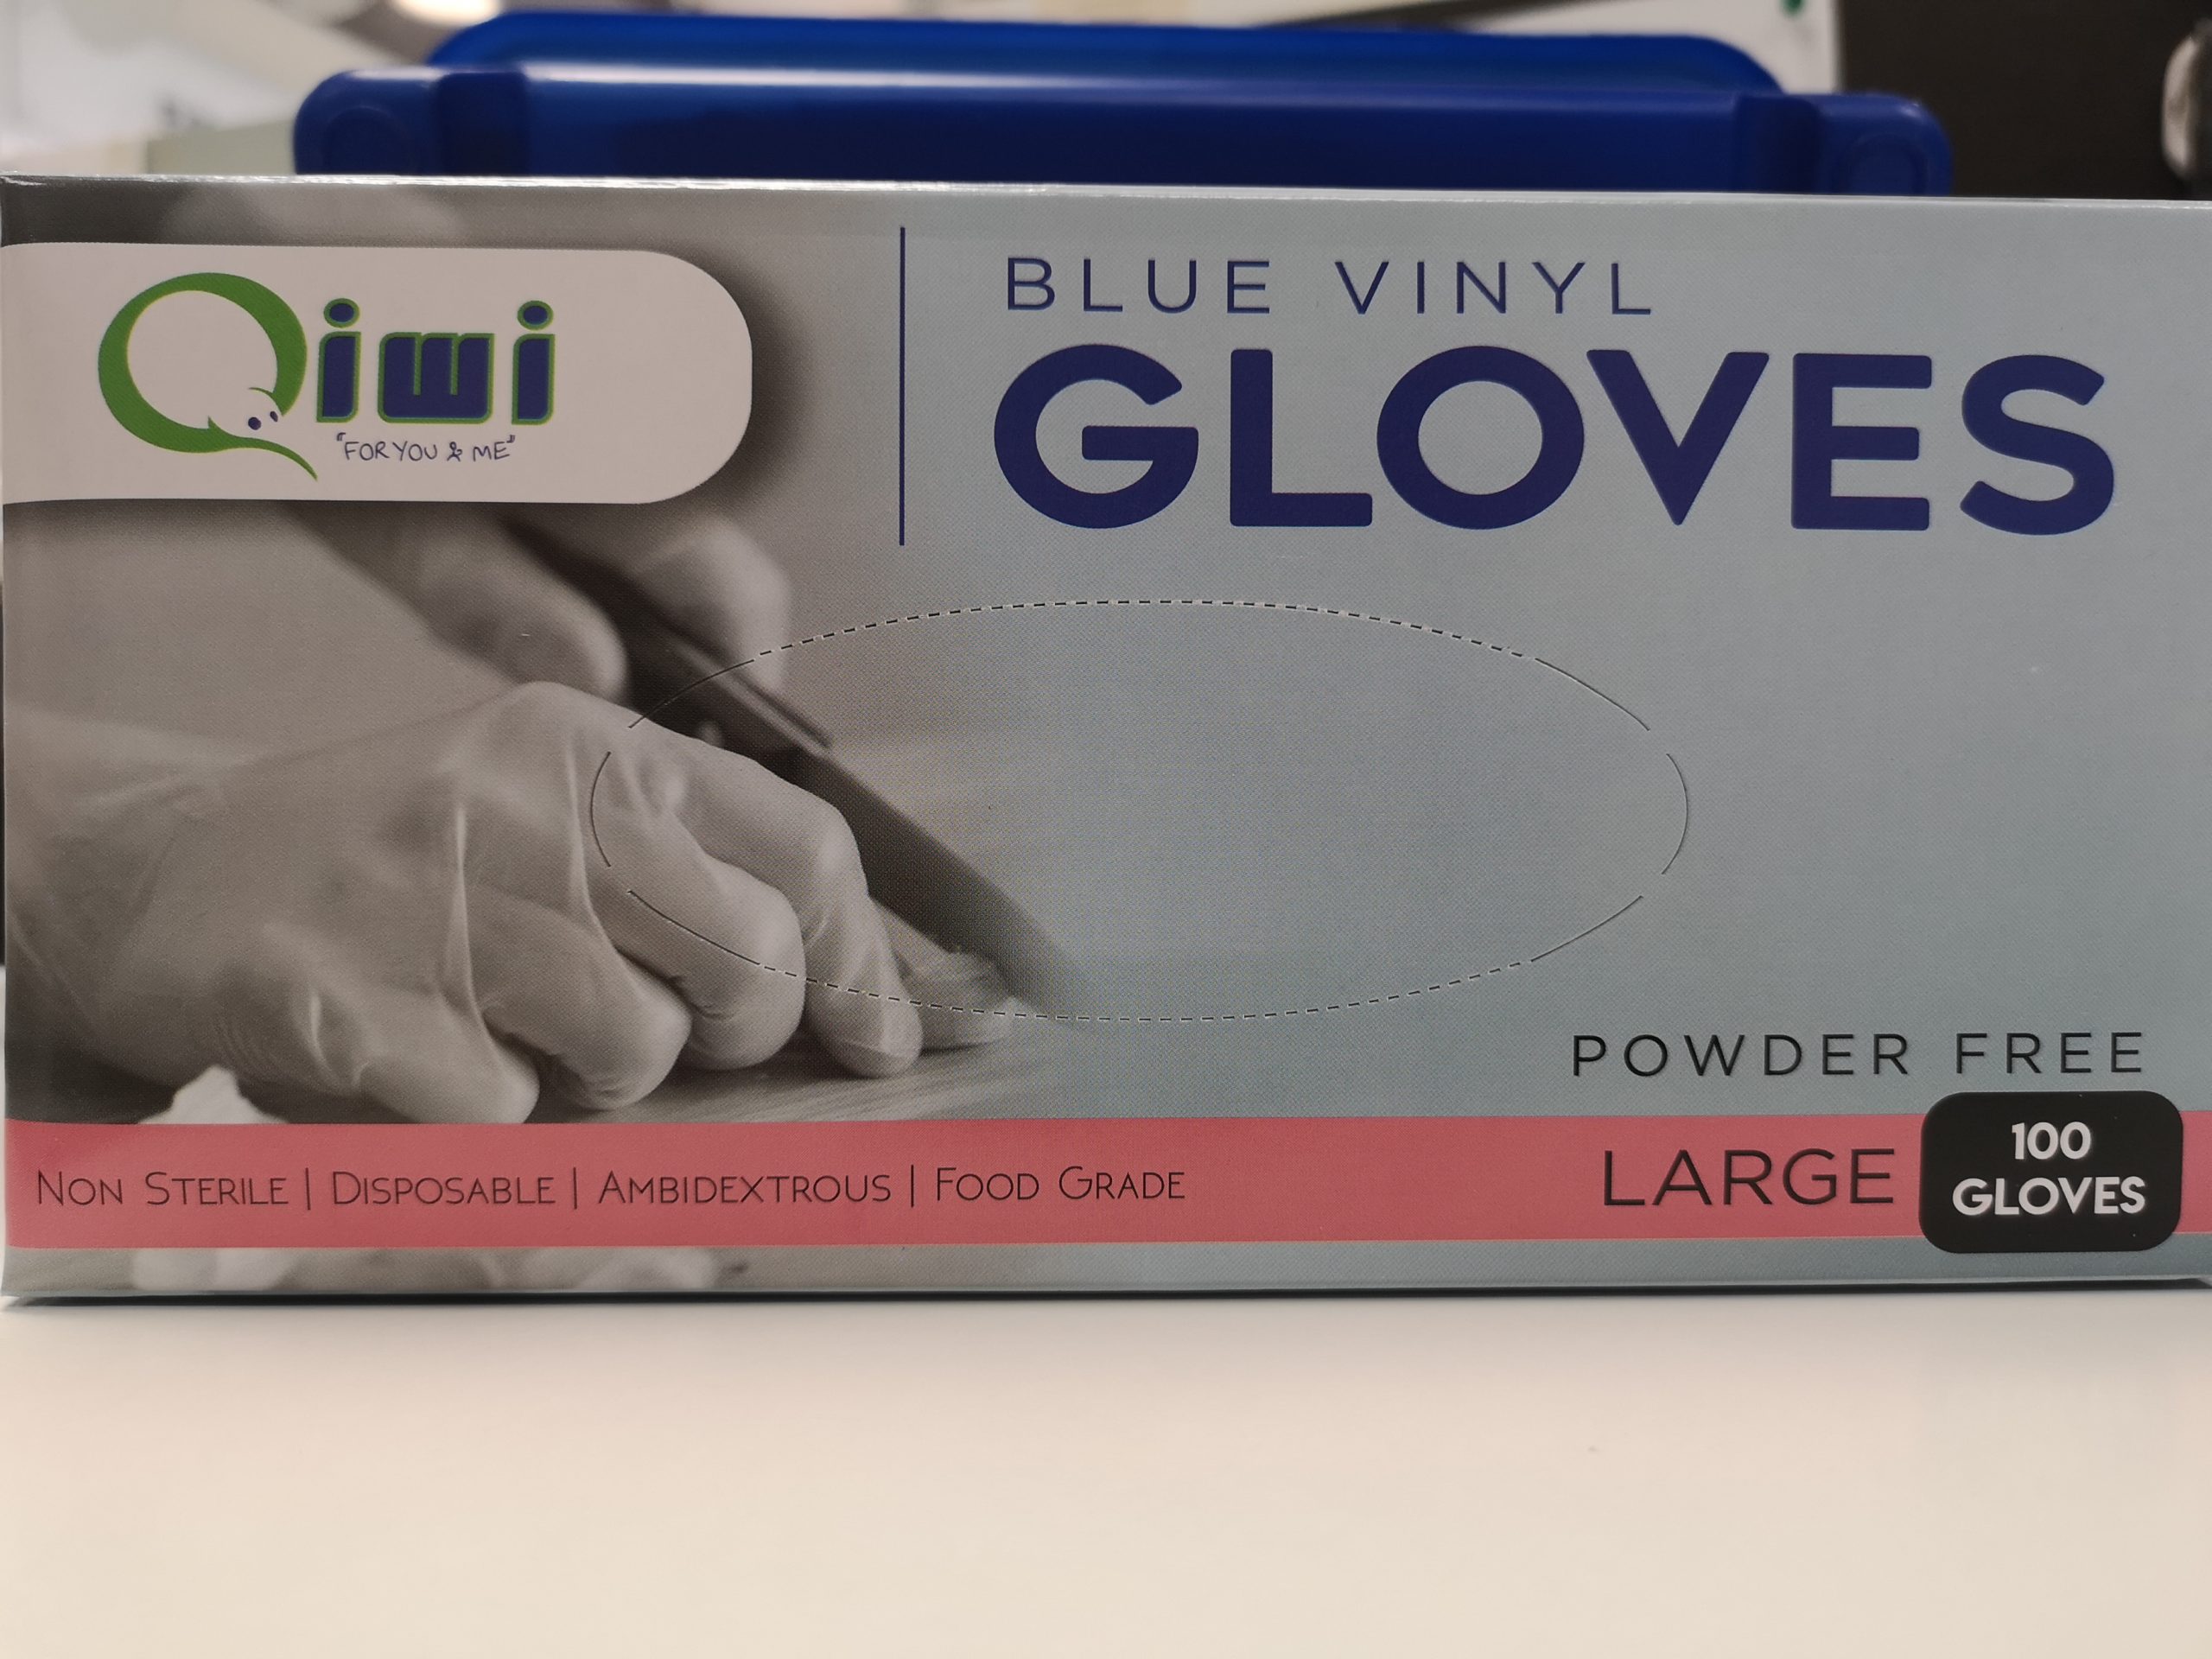 Qiwi
"FOR YOU & ME"
BLUE VINYL
GLOVES
POWDER FREE
NON STERILE | DISPOSABLE | AMBIDEXTROUS | FOOD GRADE
LARGE
100
GLOVES